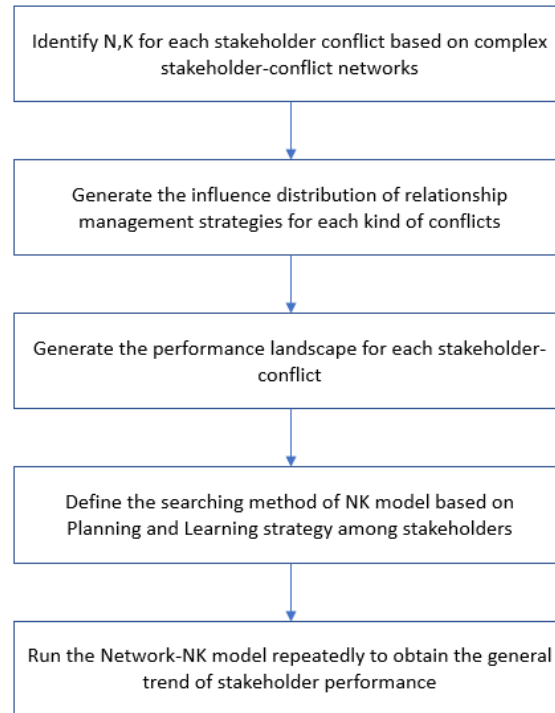 Identify N,K for each stakeholder conflict based on complex
stakeholder-conflict networks
Generate the influence distribution of relationship
management strategies for each kind of conflicts
Generate the performance landscape for each stakeholder-
conflict
Define the searching method of NK model based on
Planning and Learning strategy among stakeholders
Run the Network-NK model repeatedly to obtain the general
trend of stakeholder performance